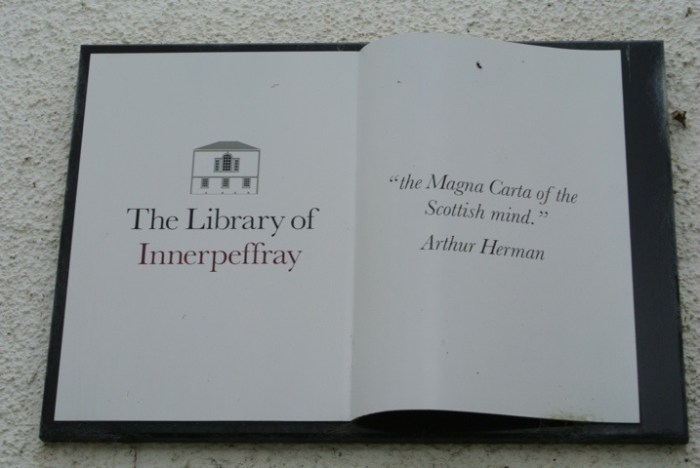 The Library of
Innerpeffray
“the Magna Carta of the
Scottish mind.”
Arthur Herman